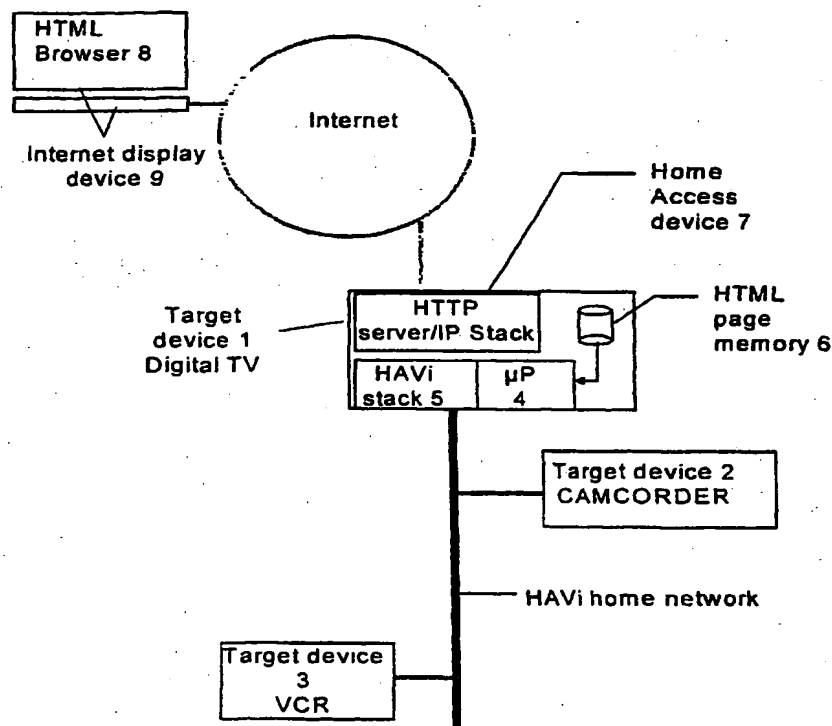 HTML
Browser 8
Internet display
device 9
Internet
Home
Access
device 7
Target
device 1
Digital TV
HTTP
server/IP Stack
HTML
page
memory 6
HAVi
stack 5
µP
4
Target device 2
CAMCORDER
HAVi home network
Target device
3
VCR